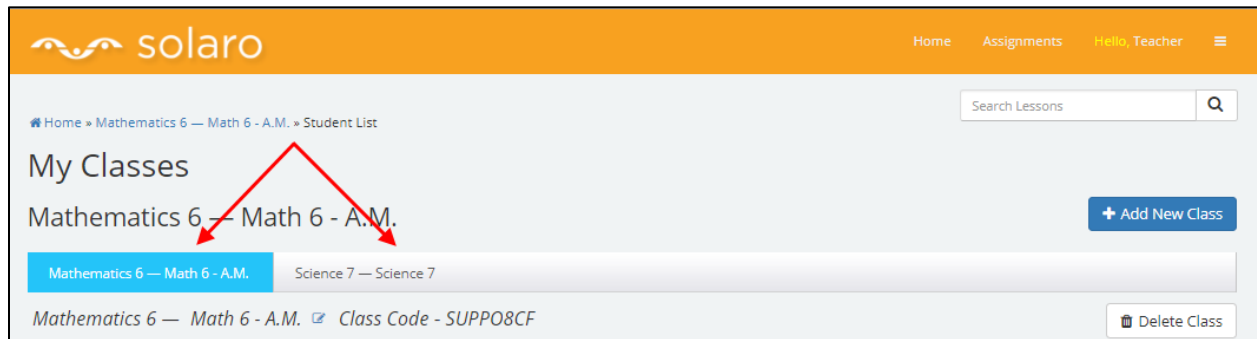 solaro
Home Assignments Hello, Teacher
Search Lessons
Home » Mathematics 6 — Math 6 - A.M. » Student List
My Classes
Mathematics 6 — Math 6 - A.M.
+ Add New Class
Mathematics 6 — Math 6 - A.M. Science 7 — Science 7
Mathematics 6 — Math 6 - A.M. Class Code - SUPPO8CF
Delete Class